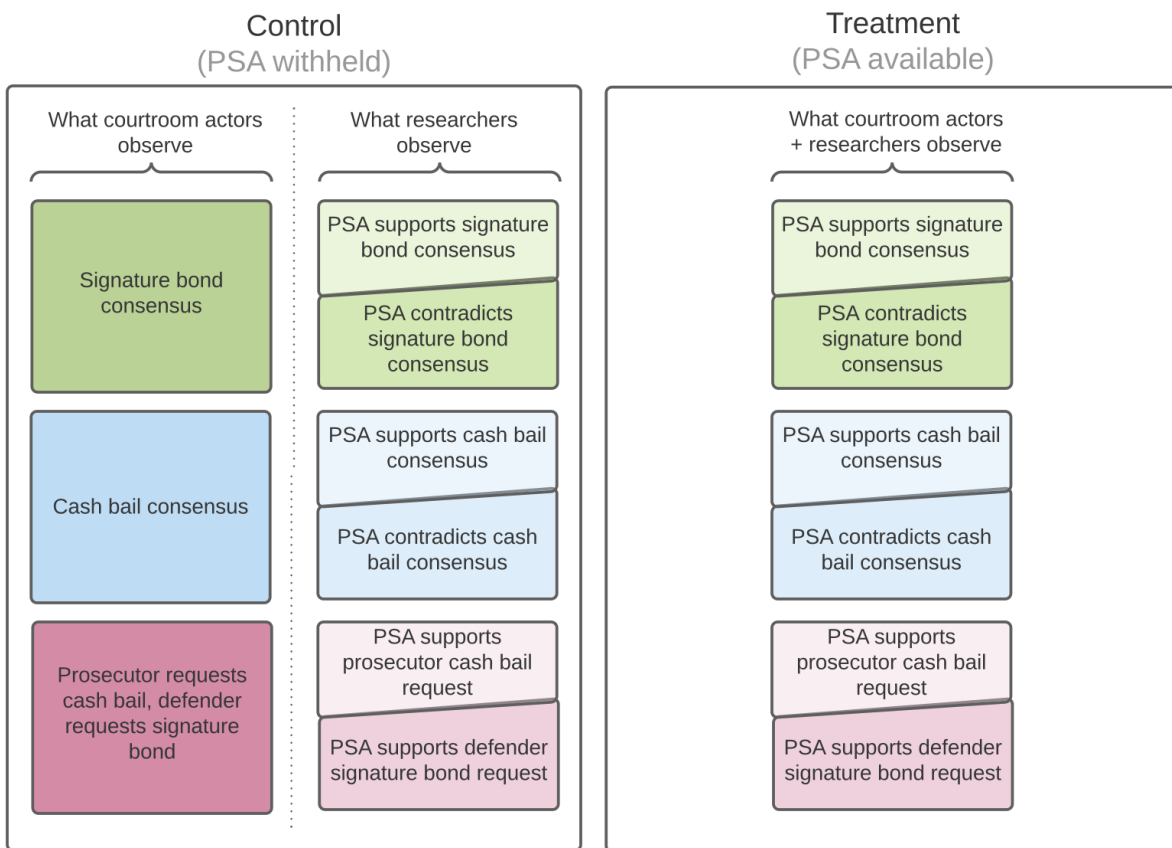 Control
(PSA withheld)
What courtroom actors
observe
Signature bond
consensus
Cash bail consensus
Prosecutor requests
cash bail, defender
requests signature
bond
What researchers
observe
PSA supports signature
bond consensus
PSA contradicts
signature bond
consensus
PSA supports cash bail
consensus
PSA contradicts cash
bail consensus
PSA supports
prosecutor cash bail
request
PSA supports defender
signature bond request
Treatment
(PSA available)
What courtroom actors
+ researchers observe
PSA supports signature
bond consensus
PSA contradicts
signature bond
consensus
PSA supports cash bail
consensus
PSA contradicts cash
bail consensus
PSA supports
prosecutor cash bail
request
PSA supports defender
signature bond request